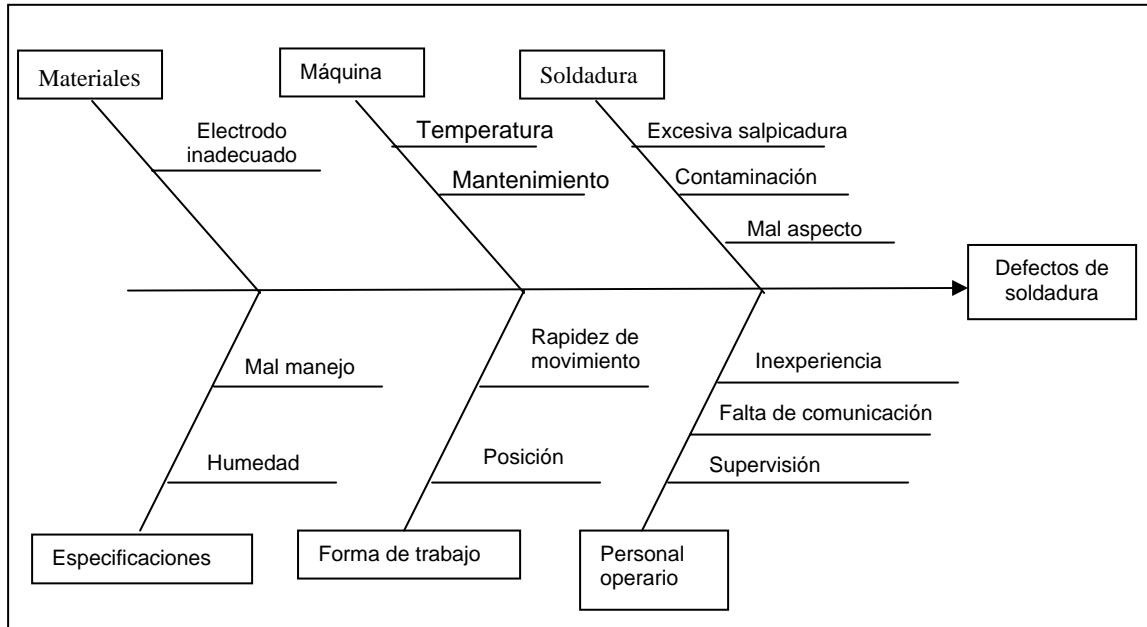 Materiales
Máquina
Soldadura
Electrodo
inadecuado
Temperatura
Mantenimiento
Excesiva salpicadura
Contaminación
Mal aspecto
Defectos de
soldadura
Mal manejo
Humedad
Rapidez de
movimiento
Posición
Inexperiencia
Falta de comunicación
Supervisión
Especificaciones
Forma de trabajo
Personal
operario